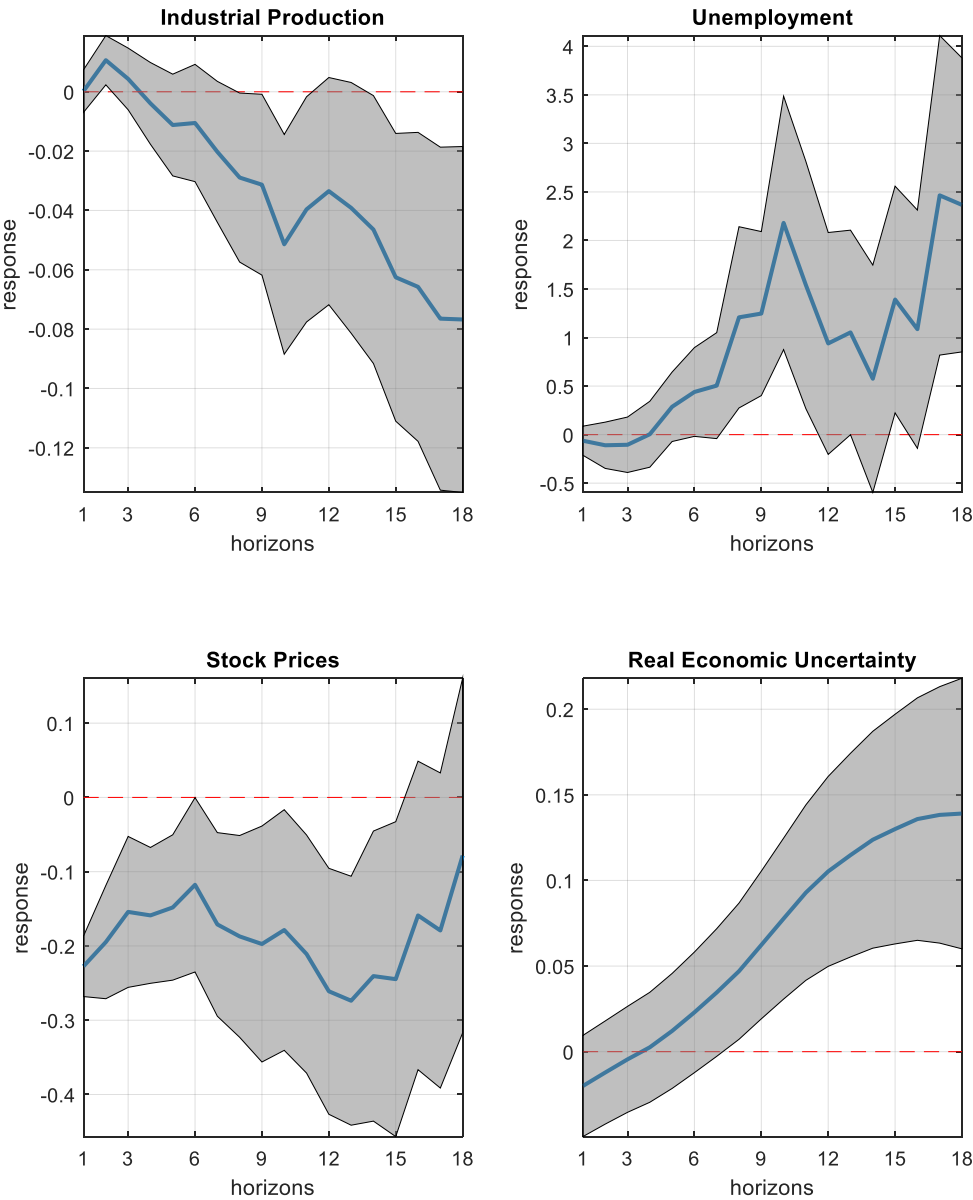 Industrial Production
response
0
-0.02
-0.04
-0.06
-0.08
-0.1
-0.12
1 3 6 9 12 15 18
horizons
Unemployment
response
4
3.5
3
2.5
2
1.5
1
0.5
0
-0.5
1 3 6 9 12 15 18
horizons
Stock Prices
response
0.1
0
-0.1
-0.2
-0.3
-0.4
1 3 6 9 12 15 18
horizons
Real Economic Uncertainty
response
0.2
0.15
0.1
0.05
0
1 3 6 9 12 15 18
horizons